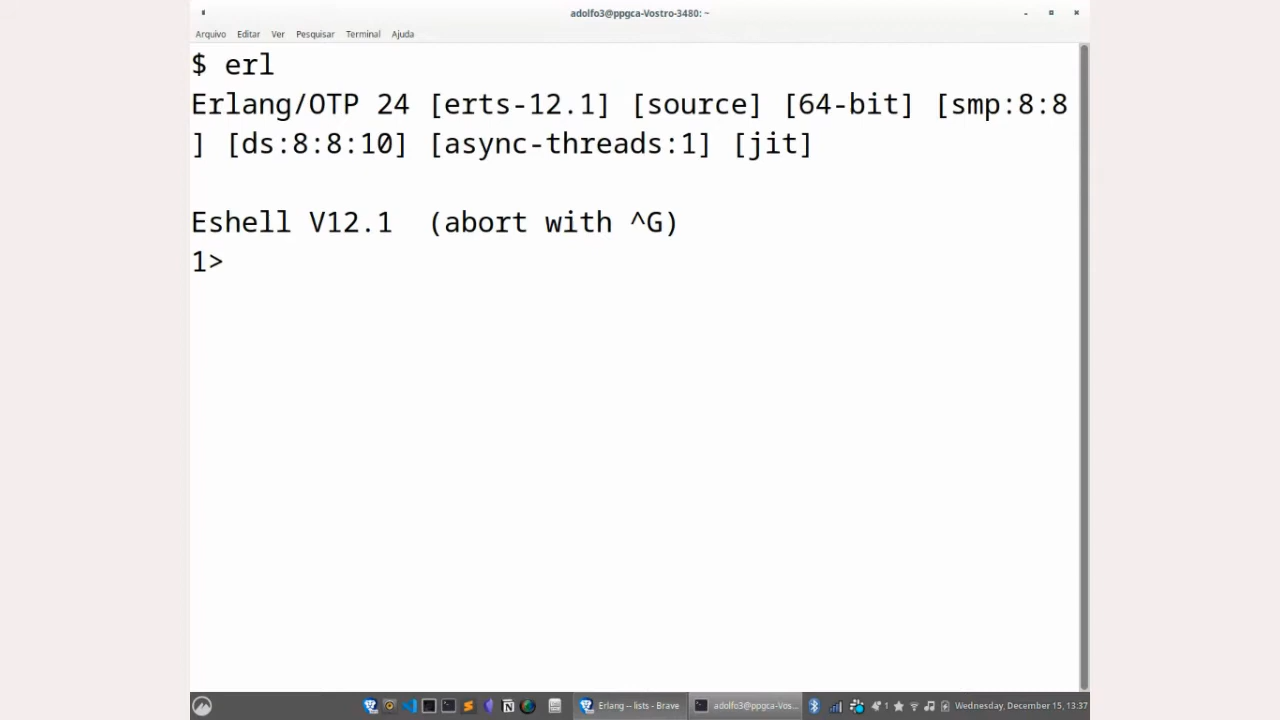 adolfo3@ppgca-Vostro-3480: ~
Arquivo Editar Ver Pesquisar Terminal Ajuda
$ erl
Erlang/OTP 24 [erts-12.1] [source] [64-bit] [smp:8:8
] [ds:8:8:10] [async-threads:1] [jit]
Eshell V12.1  (abort with ^G)
1>
Erlang -- lists - Brave
adolfo3@ppgca-Vos...
1
Wednesday, December 15, 13:37